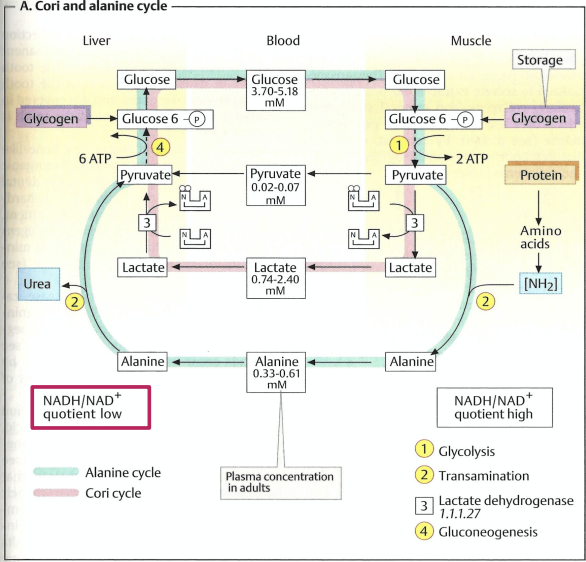 A. Cori and alanine cycle
Liver
Blood
Muscle
Storage
Glucose
Glucose
3.70-5.18
mM
Glucose
Glycogen
Glucose 6 P
Glucose 6 P
Glycogen
4
6 ATP
1
2 ATP
Pyruvate
Pyruvate
0.02-0.07
mM
Pyruvate
Protein
N A
N A
3
3
N A
N A
Amino
acids
Lactate
Lactate
0.74-2.40
mM
Lactate
Urea
2
2
[NH2]
Alanine
Alanine
0.33-0.61
mM
Alanine
NADH/NAD+
quotient low
NADH/NAD+
quotient high
Alanine cycle
Cori cycle
Plasma concentration
in adults
1 Glycolysis
2 Transamination
3 Lactate dehydrogenase
1.1.1.27
4 Gluconeogenesis